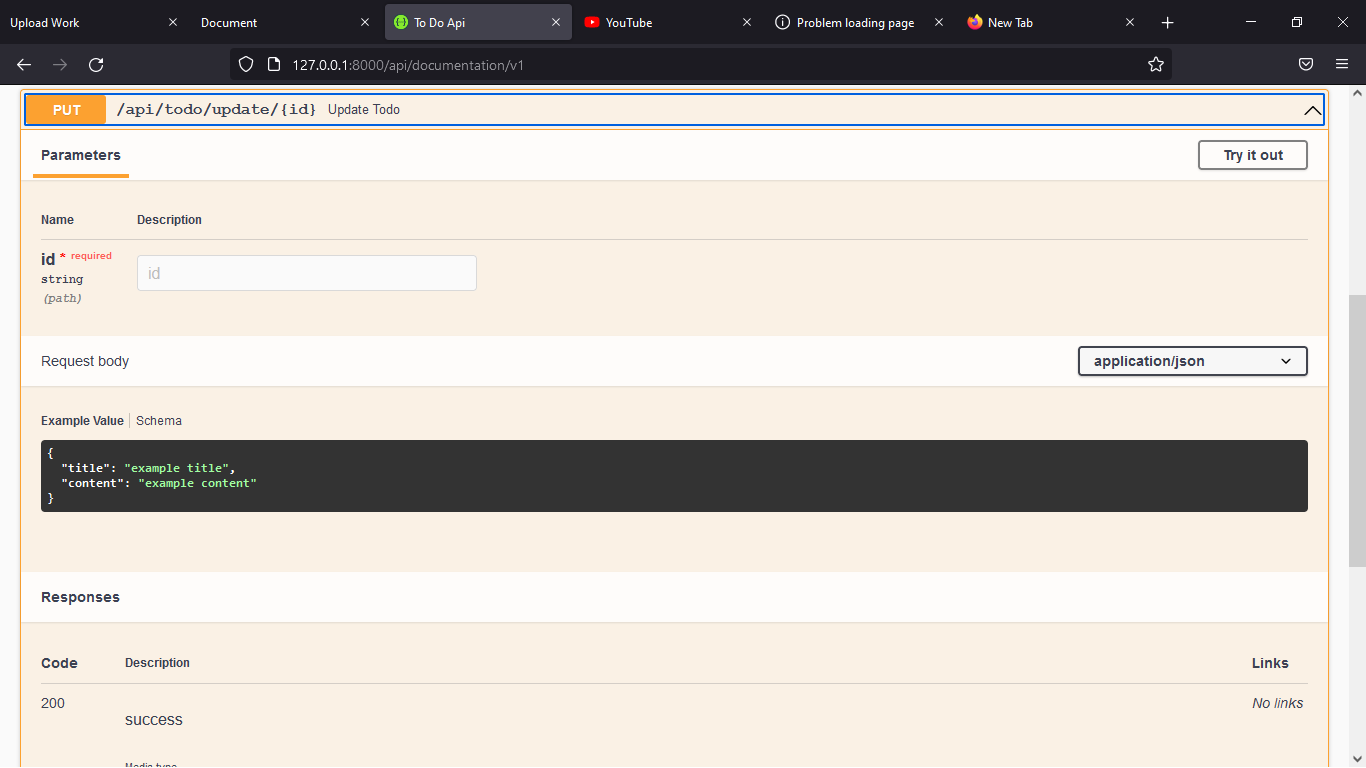 Upload Work
Document
To Do Api
YouTube
Problem loading page
New Tab
127.0.0.1:8000/api/documentation/v1
PUT /api/todo/update/{id} Update Todo
Parameters
Try it out
Name Description
id * required
string
(path)
id
Request body
application/json
Example Value Schema
{
"title": "example title",
"content": "example content"
}
Responses
Code Description Links
200 No links
success
Media type